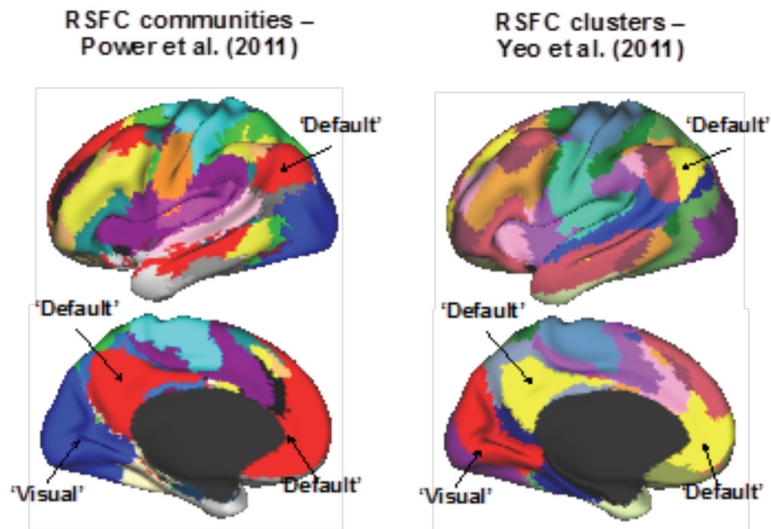 RSFC communities –
Power et al. (2011)
RSFC clusters –
Yeo et al. (2011)
'Default'
'Default'
'Default'
'Default'
'Visual'
'Default'
'Visual'
'Default'